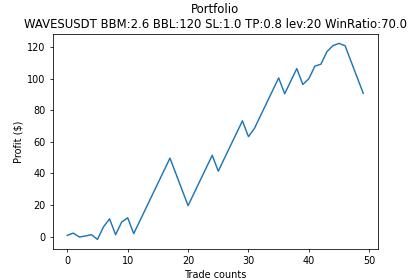 Portfolio
WAVESUSDT BBM:2.6 BBL:120 SL:1.0 TP:0.8 lev:20 WinRatio:70.0
120
100
80
60
40
20
0
Profit ($)
0 10 20 30 40 50
Trade counts